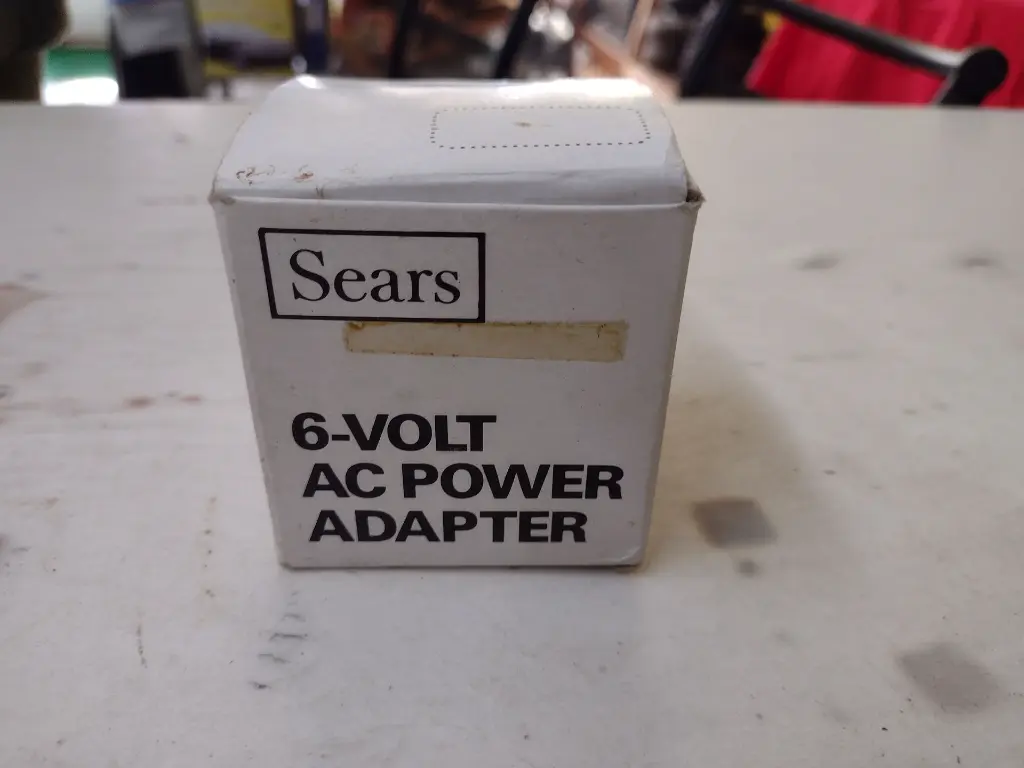 Sears
6-VOLT
AC POWER
ADAPTER